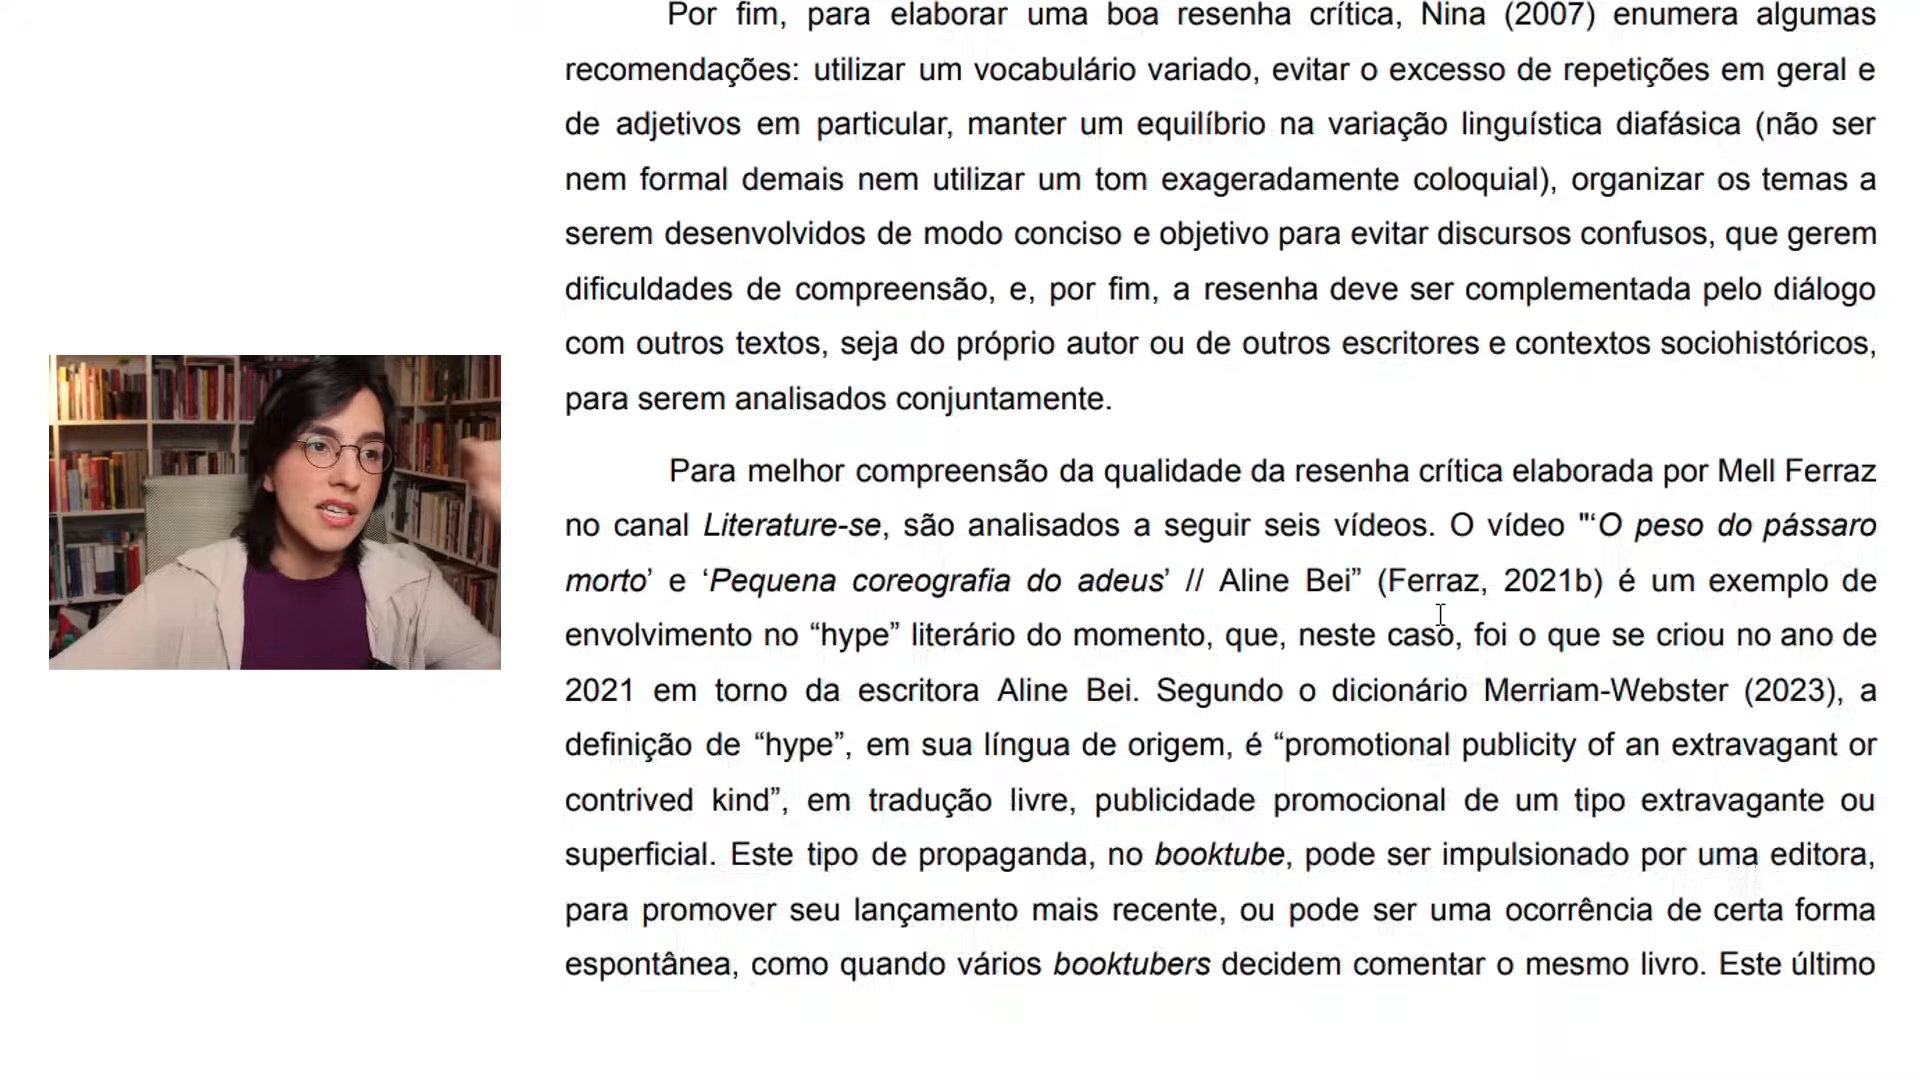 Por fim, para elaborar uma boa resenha crítica, Nina (2007) enumera algumas
recomendações: utilizar um vocabulário variado, evitar o excesso de repetições em geral e
de adjetivos em particular, manter um equilíbrio na variação linguística diafásica (não ser
nem formal demais nem utilizar um tom exageradamente coloquial), organizar os temas a
serem desenvolvidos de modo conciso e objetivo para evitar discursos confusos, que gerem
dificuldades de compreensão, e, por fim, a resenha deve ser complementada pelo diálogo
com outros textos, seja do próprio autor ou de outros escritores e contextos sociohistóricos,
para serem analisados conjuntamente.
Para melhor compreensão da qualidade da resenha crítica elaborada por Mell Ferraz
no canal Literature-se, são analisados a seguir seis vídeos. O vídeo "‘O peso do pássaro
morto’ e ‘Pequena coreografia do adeus’ // Aline Bei” (Ferraz, 2021b) é um exemplo de
envolvimento no “hype” literário do momento, que, neste caso, foi o que se criou no ano de
2021 em torno da escritora Aline Bei. Segundo o dicionário Merriam-Webster (2023), a
definição de “hype”, em sua língua de origem, é “promotional publicity of an extravagant or
contrived kind”, em tradução livre, publicidade promocional de um tipo extravagante ou
superficial. Este tipo de propaganda, no booktube, pode ser impulsionado por uma editora,
para promover seu lançamento mais recente, ou pode ser uma ocorrência de certa forma
espontânea, como quando vários booktubers decidem comentar o mesmo livro. Este último